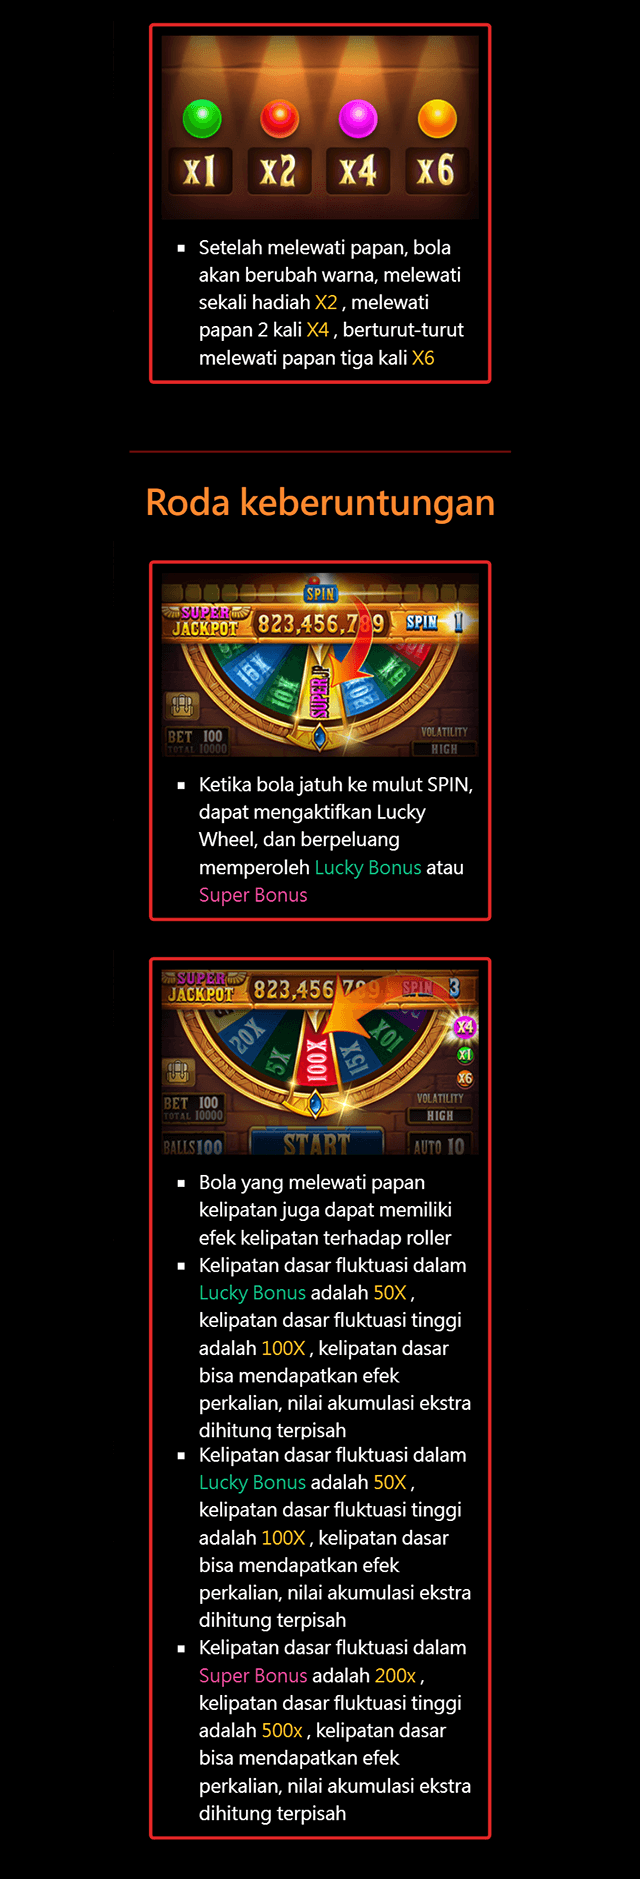 x1 x2 x4 x6
Setelah melewati papan, bola
akan berubah warna, melewati
sekali hadiah X2 , melewati
papan 2 kali X4 , berturut-turut
melewati papan tiga kali X6
Roda keberuntungan
SPIN
SUPER
JACKPOT 823,456,789 SPIN 1
10X SUPER JP 10X
BET 100
TOTAL 10000
VOLATILITY
HIGH
Ketika bola jatuh ke mulut SPIN,
dapat mengaktifkan Lucky
Wheel, dan berpeluang
memperoleh Lucky Bonus atau
Super Bonus
SUPER
JACKPOT 823,456,789 SPIN 3
x4
x1
x6
20X 5X 100X 15X 10X
BET 100
TOTAL 10000
VOLATILITY
HIGH
BALLS 100 START AUTO 10
Bola yang melewati papan
kelipatan juga dapat memiliki
efek kelipatan terhadap roller
Kelipatan dasar fluktuasi dalam
Lucky Bonus adalah 50X ,
kelipatan dasar fluktuasi tinggi
adalah 100X , kelipatan dasar
bisa mendapatkan efek
perkalian, nilai akumulasi ekstra
dihitung terpisah
Kelipatan dasar fluktuasi dalam
Lucky Bonus adalah 50X ,
kelipatan dasar fluktuasi tinggi
adalah 100X , kelipatan dasar
bisa mendapatkan efek
perkalian, nilai akumulasi ekstra
dihitung terpisah
Kelipatan dasar fluktuasi dalam
Super Bonus adalah 200x ,
kelipatan dasar fluktuasi tinggi
adalah 500x , kelipatan dasar
bisa mendapatkan efek
perkalian, nilai akumulasi ekstra
dihitung terpisah